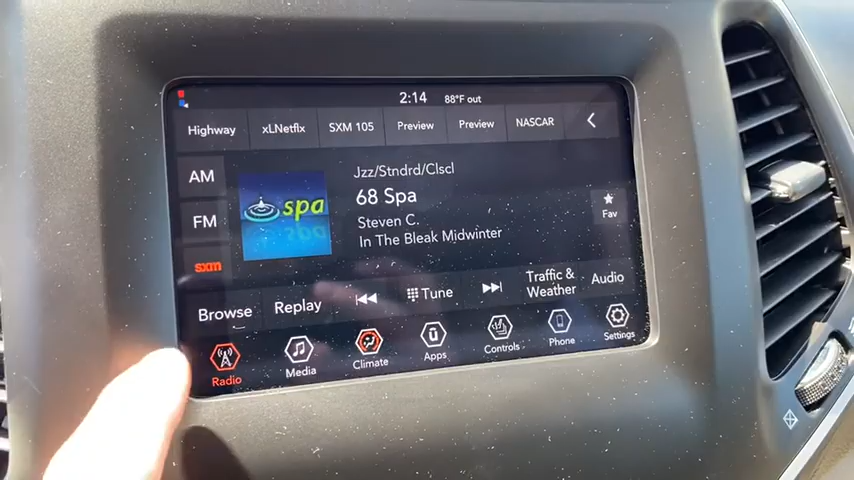 2:14 88°F out
Highway xLNetflx SXM 105 Preview Preview NASCAR
Jzz/Stndrd/Clscl
AM
68 Spa
spa
Fav
FM
Steven C.
In The Bleak Midwinter
sxm
Browse Replay Tune Traffic & Weather Audio
Radio Media Climate Apps Controls Phone Settings